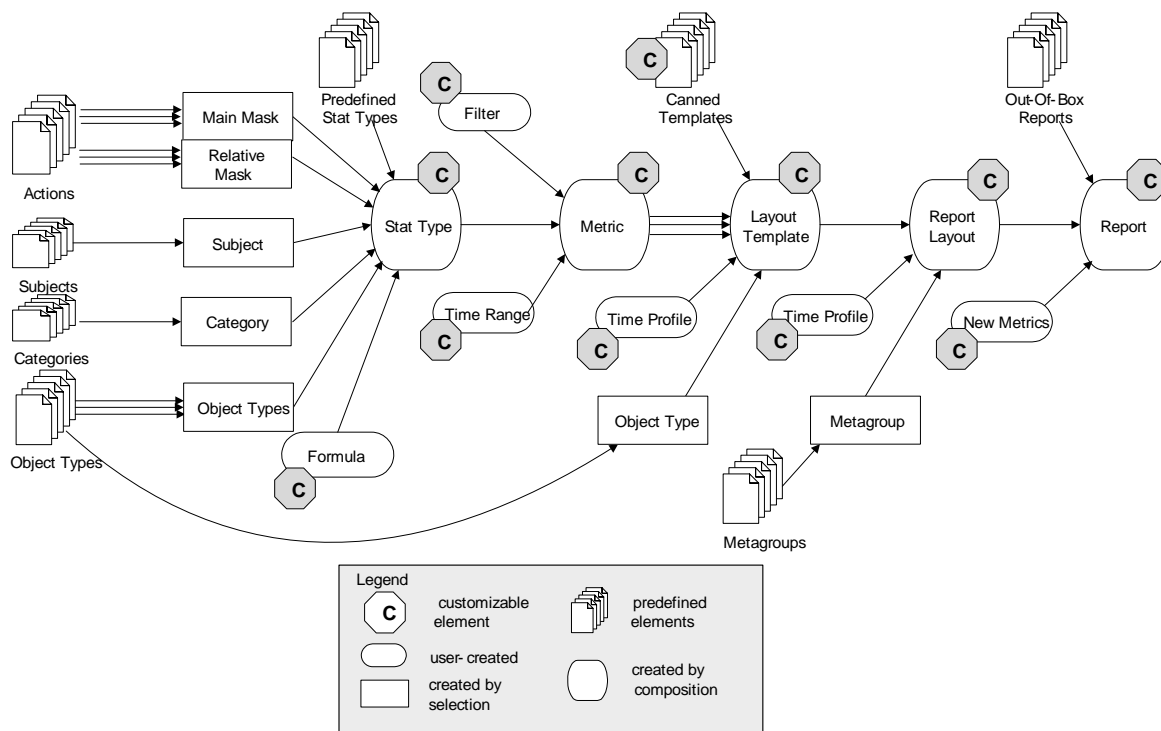 C
Predefined
Stat Types
C
Filter
C
Canned
Templates
Out-Of-Box
Reports
Actions
Main Mask
Relative
Mask
C
Stat Type
C
Metric
C
Layout
Template
C
Report
Layout
C
Report
Subjects
Subject
Categories
Category
C
Time Range
C
Time Profile
C
Time Profile
C
New Metrics
Object Types
Object Types
C
Formula
Object Type
Metagroup
Metagroups
Legend
C
customizable
element
predefined
elements
user- created
created by
selection
created by
composition